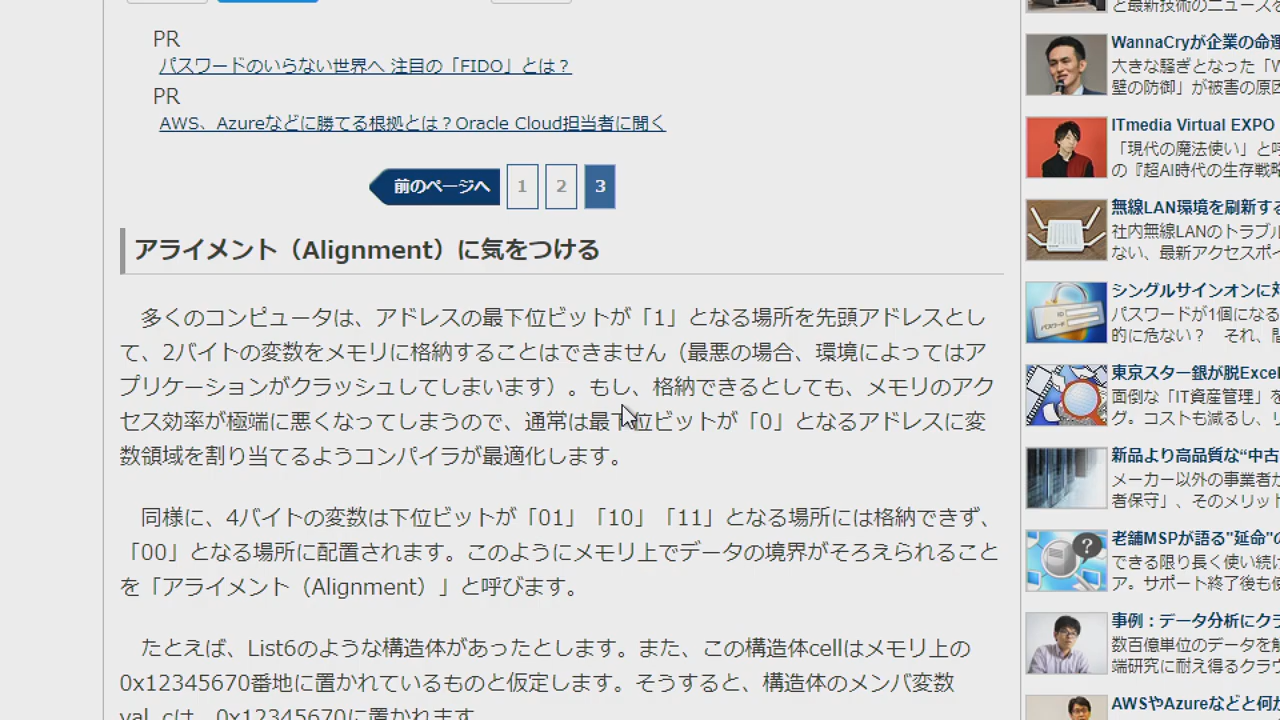 PR
パスワードのいらない世界へ 注目の「FIDO」とは？
PR
AWS、Azureなどに勝てる根拠とは？Oracle Cloud担当者に聞く
前のページへ 1 2 3
アライメント（Alignment）に気をつける
多くのコンピュータは、アドレスの最下位ビットが「1」となる場所を先頭アドレスとし
て、2バイトの変数をメモリに格納することはできません（最悪の場合、環境によってはア
プリケーションがクラッシュしてしまいます）。もし、格納できるとしても、メモリのアク
セス効率が極端に悪くなってしまうので、通常は最下位ビットが「0」となるアドレスに変
数領域を割り当てるようコンパイラが最適化します。
同様に、4バイトの変数は下位ビットが「01」「10」「11」となる場所には格納できず、
「00」となる場所に配置されます。このようにメモリ上でデータの境界がそろえられること
を「アライメント（Alignment）」と呼びます。
たとえば、List6のような構造体があったとします。また、この構造体cellはメモリ上の
0x12345670番地に置かれているものと仮定します。そうすると、構造体のメンバ変数
val_cは、0x12345670に置かれます
と最新技術のニュースを
WannaCryが企業の命運
大きな騒ぎとなった「W
壁の防御」が被害の原因
ITmedia Virtual EXPO
「現代の魔法使い」と呼
の『超AI時代の生存戦略
無線LAN環境を刷新する
社内無線LANのトラブル
ない、最新アクセスポイ
シングルサインオンに対
パスワードが1個になる
的に危ない？ それ、間
東京スター銀が脱Excel
面倒な「IT資産管理」を
グ。コストも減るし、リ
新品より高品質な“中古
メーカー以外の事業者が
者保守」、そのメリット
老舗MSPが語る"延命"の
できる限り長く使い続け
ア。サポート終了後も使
事例：データ分析にクラ
数百億単位のデータを解
端研究に耐え得るクラウ
AWSやAzureなどと何が